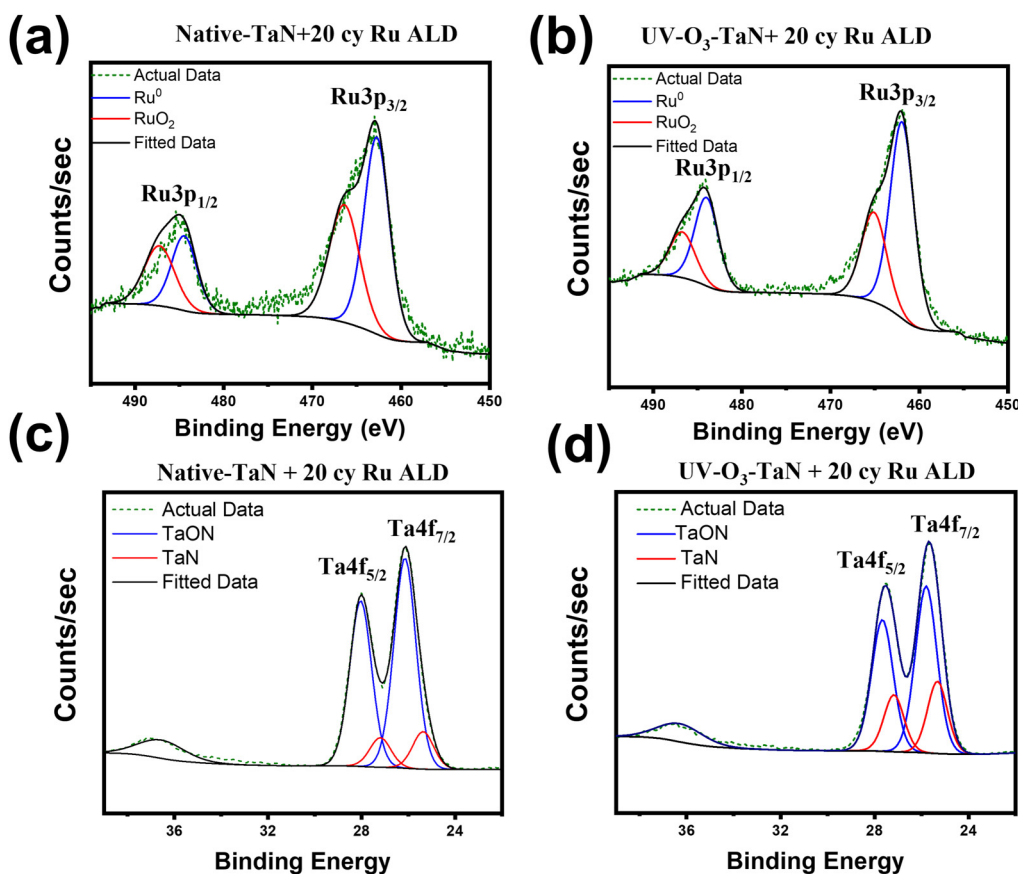 (a)
Native-TaN+20 cy Ru ALD
Actual Data
Ru⁰
RuO₂
Fitted Data
Ru3p₃/₂
Ru3p₁/₂
Counts/sec
490 480 470 460 450
Binding Energy (eV)
(b)
UV-O₃-TaN+ 20 cy Ru ALD
Actual Data
Ru⁰
RuO₂
Fitted Data
Ru3p₃/₂
Ru3p₁/₂
Counts/sec
490 480 470 460 450
Binding Energy (eV)
(c)
Native-TaN + 20 cy Ru ALD
Actual Data
TaON
TaN
Fitted Data
Ta4f₇/₂
Ta4f₅/₂
Counts/sec
36 32 28 24
Binding Energy
(d)
UV-O₃-TaN + 20 cy Ru ALD
Actual Data
TaON
TaN
Fitted Data
Ta4f₇/₂
Ta4f₅/₂
Counts/sec
36 32 28 24
Binding Energy